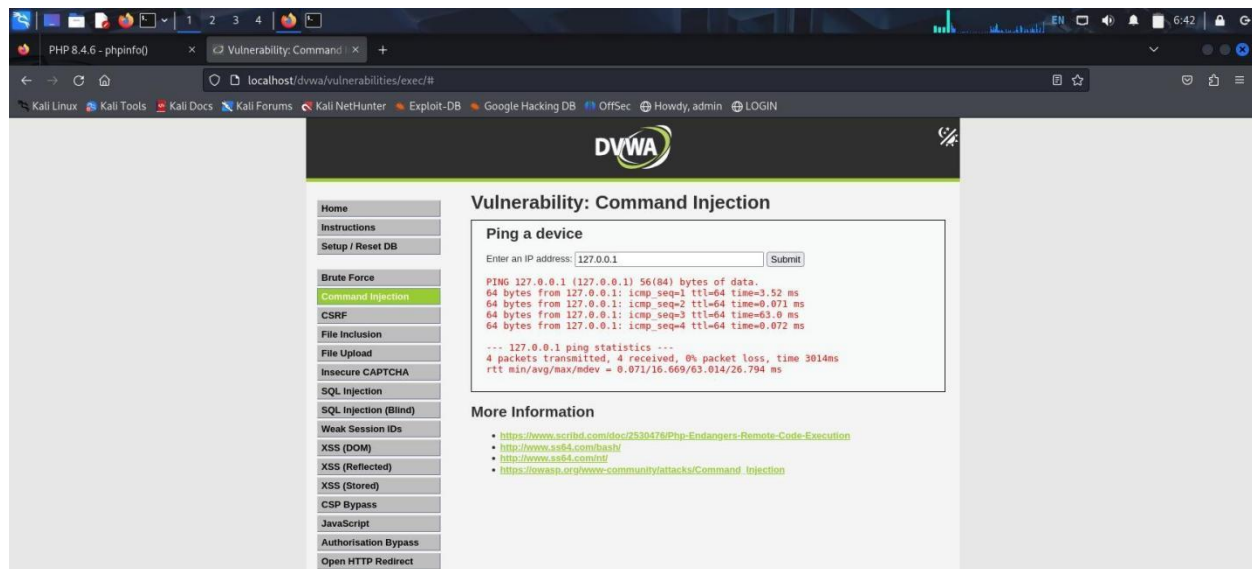 1 2 3 4
EN 6:42
PHP 8.4.6 - phpinfo() × Vulnerability: Command I × +
localhost/dvwa/vulnerabilities/exec/#
Kali Linux Kali Tools Kali Docs Kali Forums Kali NetHunter Exploit-DB Google Hacking DB OffSec Howdy, admin LOGIN
DVWA
Home
Instructions
Setup / Reset DB
Brute Force
Command Injection
CSRF
File Inclusion
File Upload
Insecure CAPTCHA
SQL Injection
SQL Injection (Blind)
Weak Session IDs
XSS (DOM)
XSS (Reflected)
XSS (Stored)
CSP Bypass
JavaScript
Authorisation Bypass
Open HTTP Redirect
Vulnerability: Command Injection
Ping a device
Enter an IP address: 127.0.0.1 Submit
PING 127.0.0.1 (127.0.0.1) 56(84) bytes of data.
64 bytes from 127.0.0.1: icmp_seq=1 ttl=64 time=3.52 ms
64 bytes from 127.0.0.1: icmp_seq=2 ttl=64 time=0.071 ms
64 bytes from 127.0.0.1: icmp_seq=3 ttl=64 time=63.0 ms
64 bytes from 127.0.0.1: icmp_seq=4 ttl=64 time=0.072 ms
--- 127.0.0.1 ping statistics ---
4 packets transmitted, 4 received, 0% packet loss, time 3014ms
rtt min/avg/max/mdev = 0.071/16.669/63.014/26.794 ms
More Information
https://www.scribd.com/doc/2530476/Php-Endangers-Remote-Code-Execution
http://www.ss64.com/bash/
http://www.ss64.com/nt/
https://owasp.org/www-community/attacks/Command_Injection